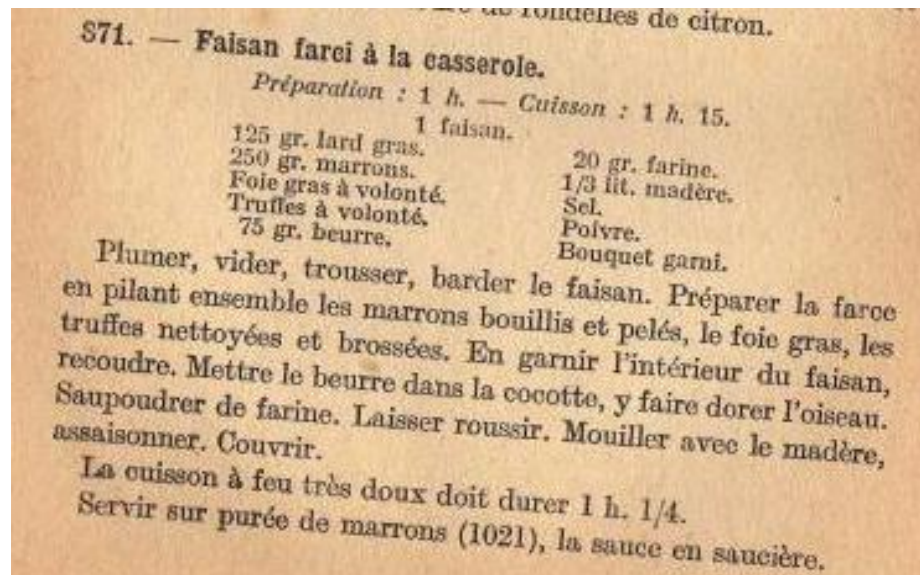 de rondelles de citron.
871. — Faisan farci à la casserole.
Préparation : 1 h. — Cuisson : 1 h. 15.
1 faisan.
125 gr. lard gras.
250 gr. marrons.
Foie gras à volonté.
Truffes à volonté.
75 gr. beurre.
20 gr. farine.
1/3 lit. madère.
Sel.
Poivre.
Bouquet garni.
Plumer, vider, trousser, barder le faisan. Préparer la farce
en pilant ensemble les marrons bouillis et pelés, le foie gras, les
truffes nettoyées et brossées. En garnir l'intérieur du faisan,
recoudre. Mettre le beurre dans la cocotte, y faire dorer l'oiseau.
Saupoudrer de farine. Laisser roussir. Mouiller avec le madère,
assaisonner. Couvrir.
La cuisson à feu très doux doit durer 1 h. 1/4.
Servir sur purée de marrons (1021), la sauce en saucière.